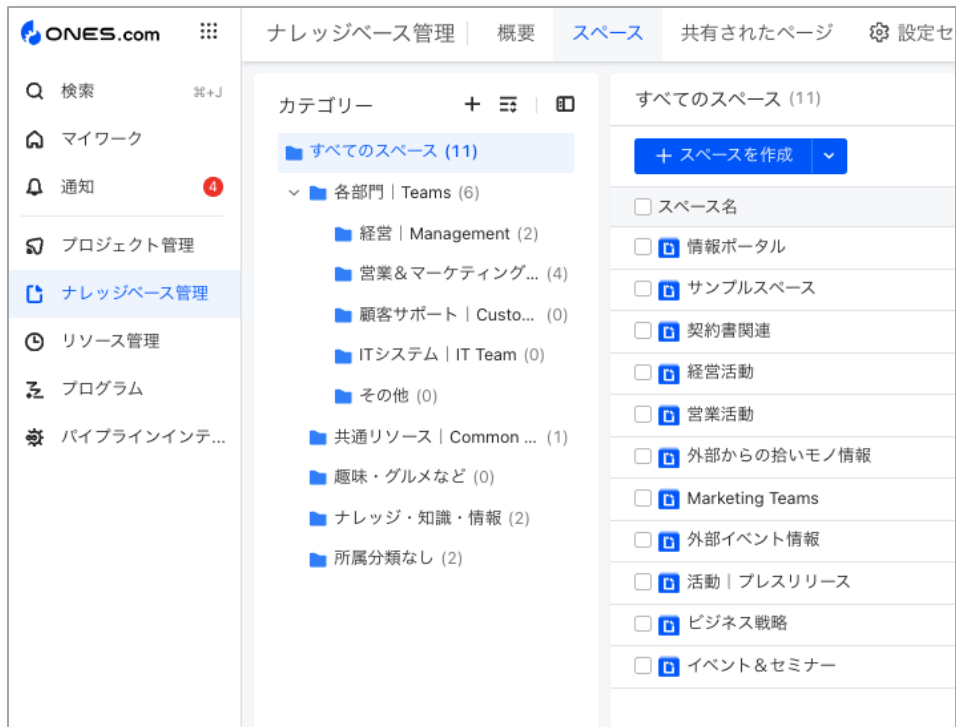 ONES.com
検索 ⌘+J
マイワーク
通知 4
プロジェクト管理
ナレッジベース管理
リソース管理
プログラム
パイプラインインテ...
ナレッジベース管理 概要 スペース 共有されたページ 設定セ
カテゴリー
すべてのスペース (11)
各部門｜Teams (6)
経営｜Management (2)
営業＆マーケティング... (4)
顧客サポート｜Custo... (0)
ITシステム｜IT Team (0)
その他 (0)
共通リソース｜Common ... (1)
趣味・グルメなど (0)
ナレッジ・知識・情報 (2)
所属分類なし (2)
すべてのスペース (11)
＋ スペースを作成
スペース名
情報ポータル
サンプルスペース
契約書関連
経営活動
営業活動
外部からの拾いモノ情報
Marketing Teams
外部イベント情報
活動｜プレスリリース
ビジネス戦略
イベント＆セミナー